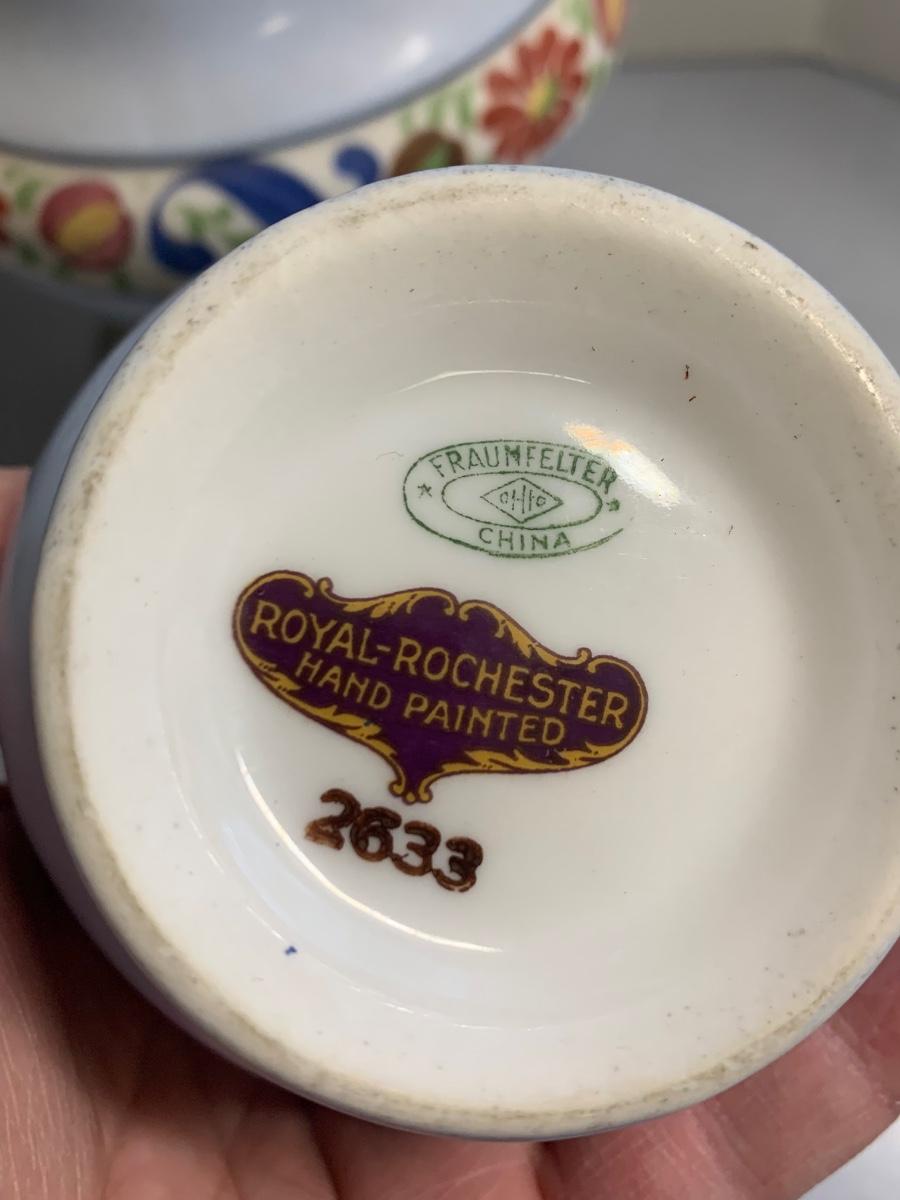 FRAUNFELTER
OHIO
CHINA
ROYAL-ROCHESTER
HAND PAINTED
2633